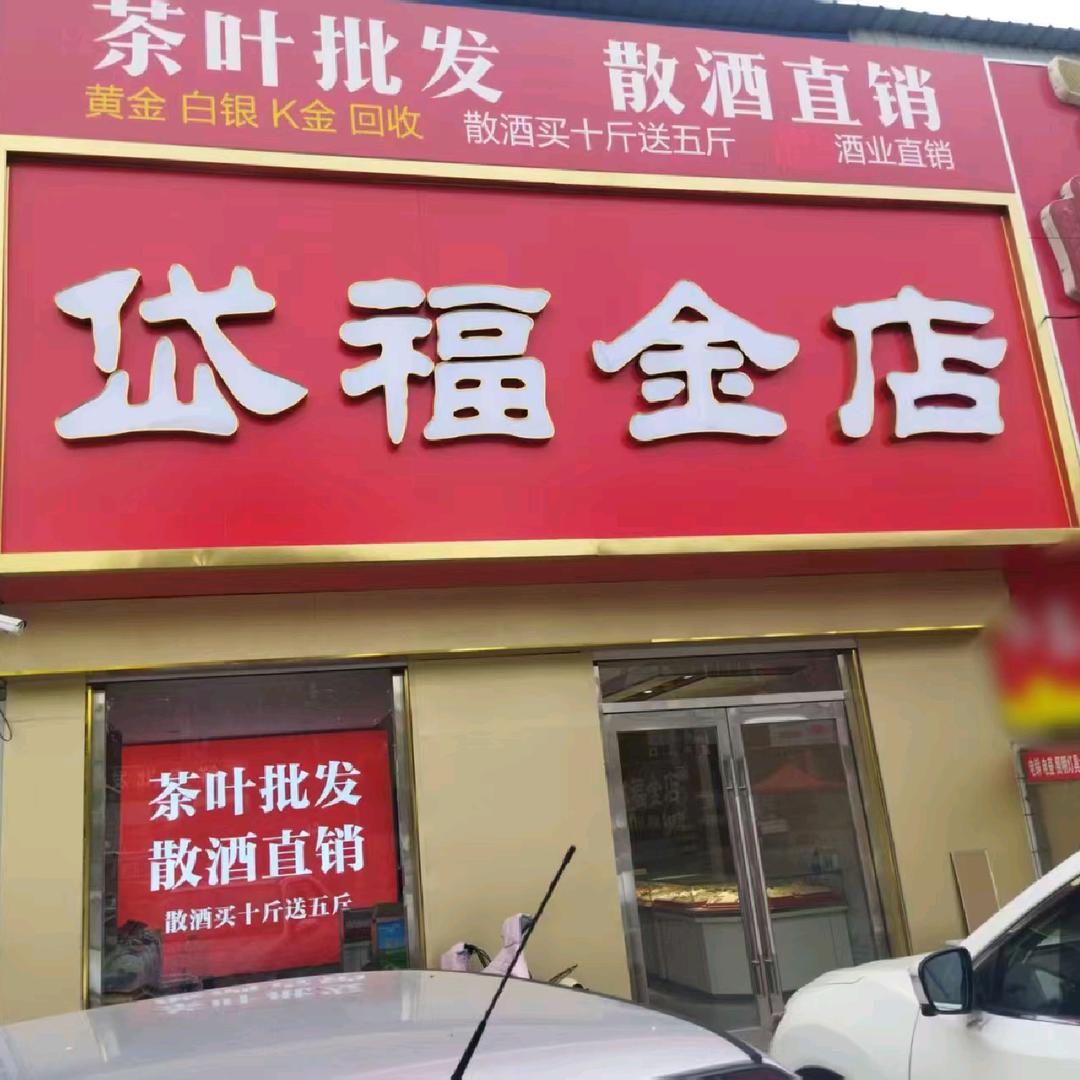 茶叶批发 散酒直销
黄金 白银 K金 回收 散酒买十斤送五斤 酒业直销
岱福金店
茶叶批发
散酒直销
散酒买十斤送五斤